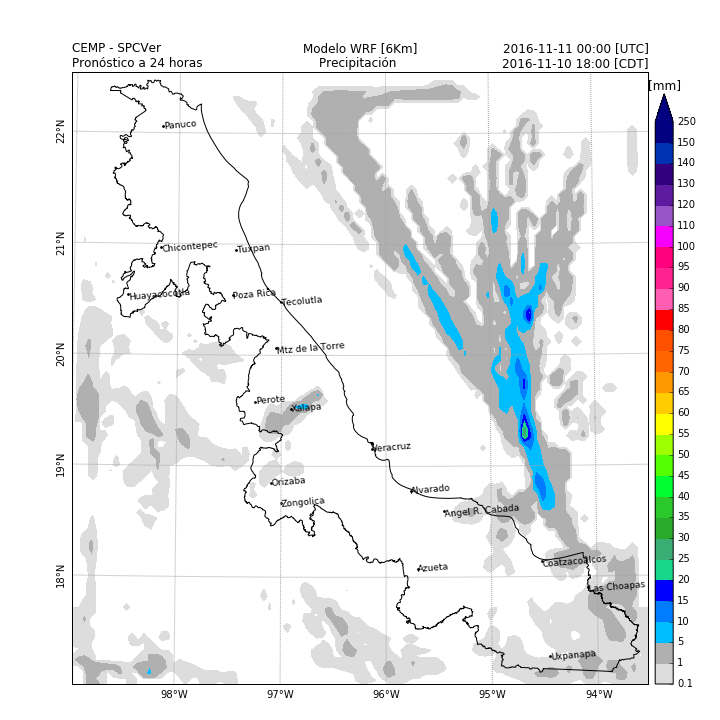 CEMP - SPCVer
Modelo WRF [6Km]
2016-11-11 00:00 [UTC]
Pronóstico a 24 horas
Precipitación
2016-11-10 18:00 [CDT]
[mm]
250
150
140
130
120
110
100
95
90
85
80
75
70
65
60
55
50
45
40
35
30
25
20
15
10
5
1
0.1
22°N
21°N
20°N
19°N
18°N
98°W
97°W
96°W
95°W
94°W
Panuco
Chicontepec
Tuxpan
Huayacocotla
Poza Rica
Tecolutla
Mtz de la Torre
Perote
Xalapa
Veracruz
Orizaba
Zongolica
Alvarado
Angel R. Cabada
Azueta
Coatzacoalcos
Las Choapas
Uxpanapa